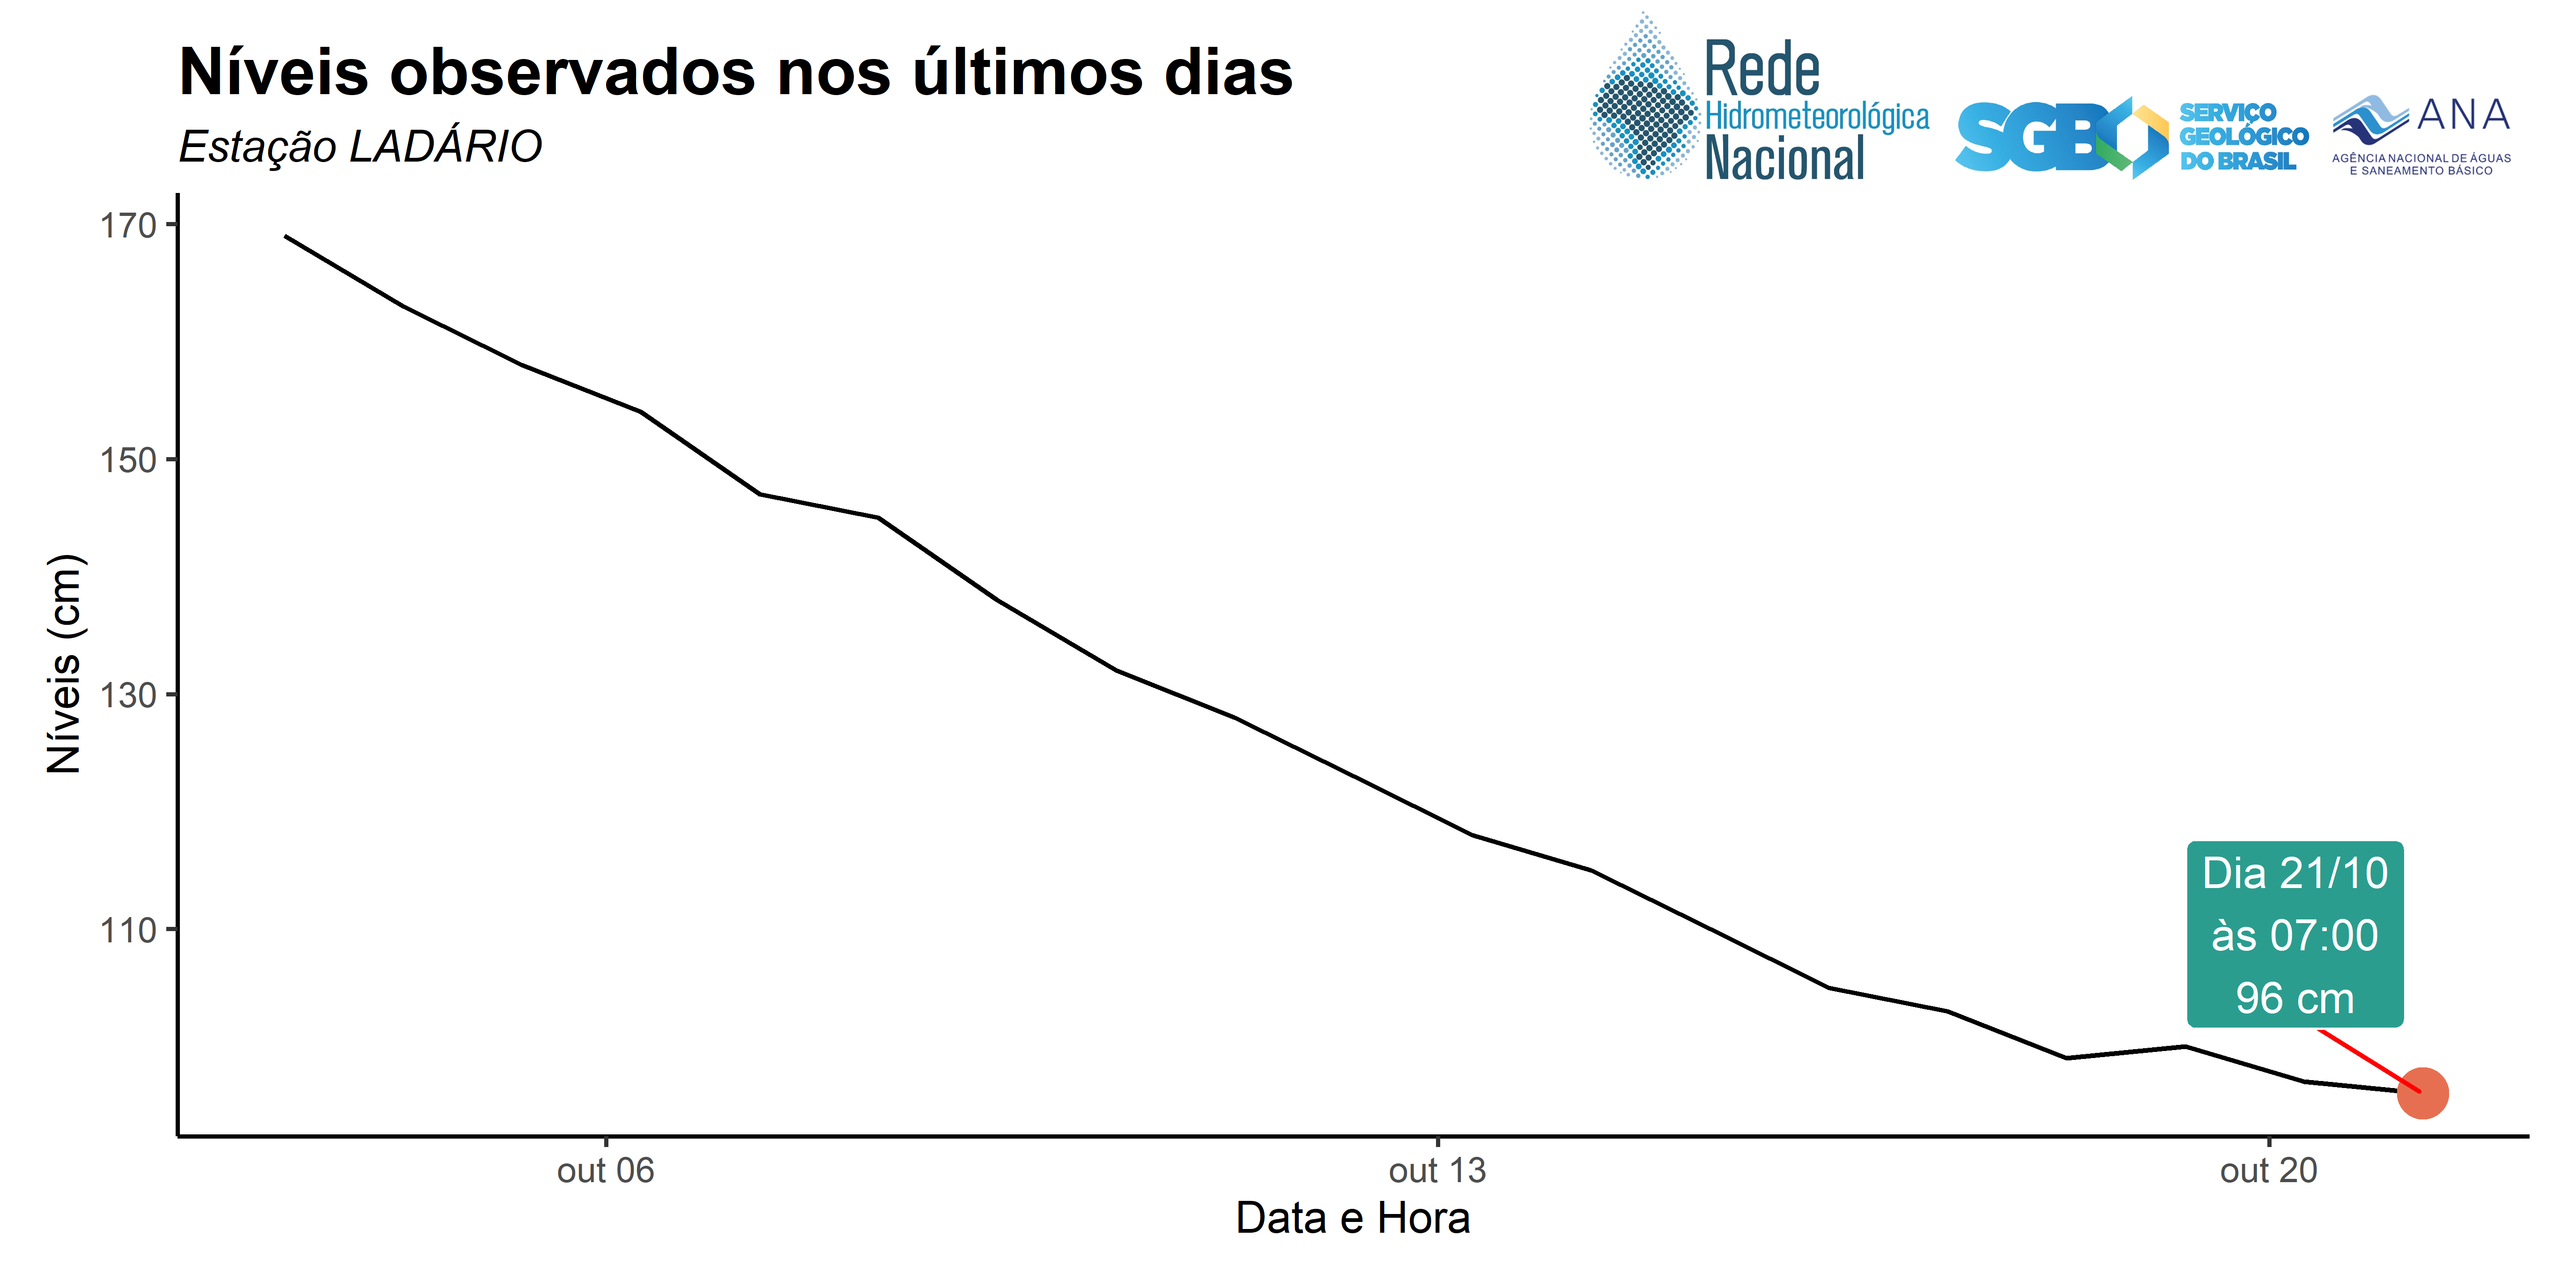 Níveis observados nos últimos dias
Estação LADÁRIO
Rede
Hidrometeorológica
Nacional
SGB
SERVIÇO
GEOLÓGICO
DO BRASIL
ANA
AGÊNCIA NACIONAL DE ÁGUAS
E SANEAMENTO BÁSICO
Níveis (cm)
170
150
130
110
Dia 21/10
às 07:00
96 cm
out 06
out 13
out 20
Data e Hora